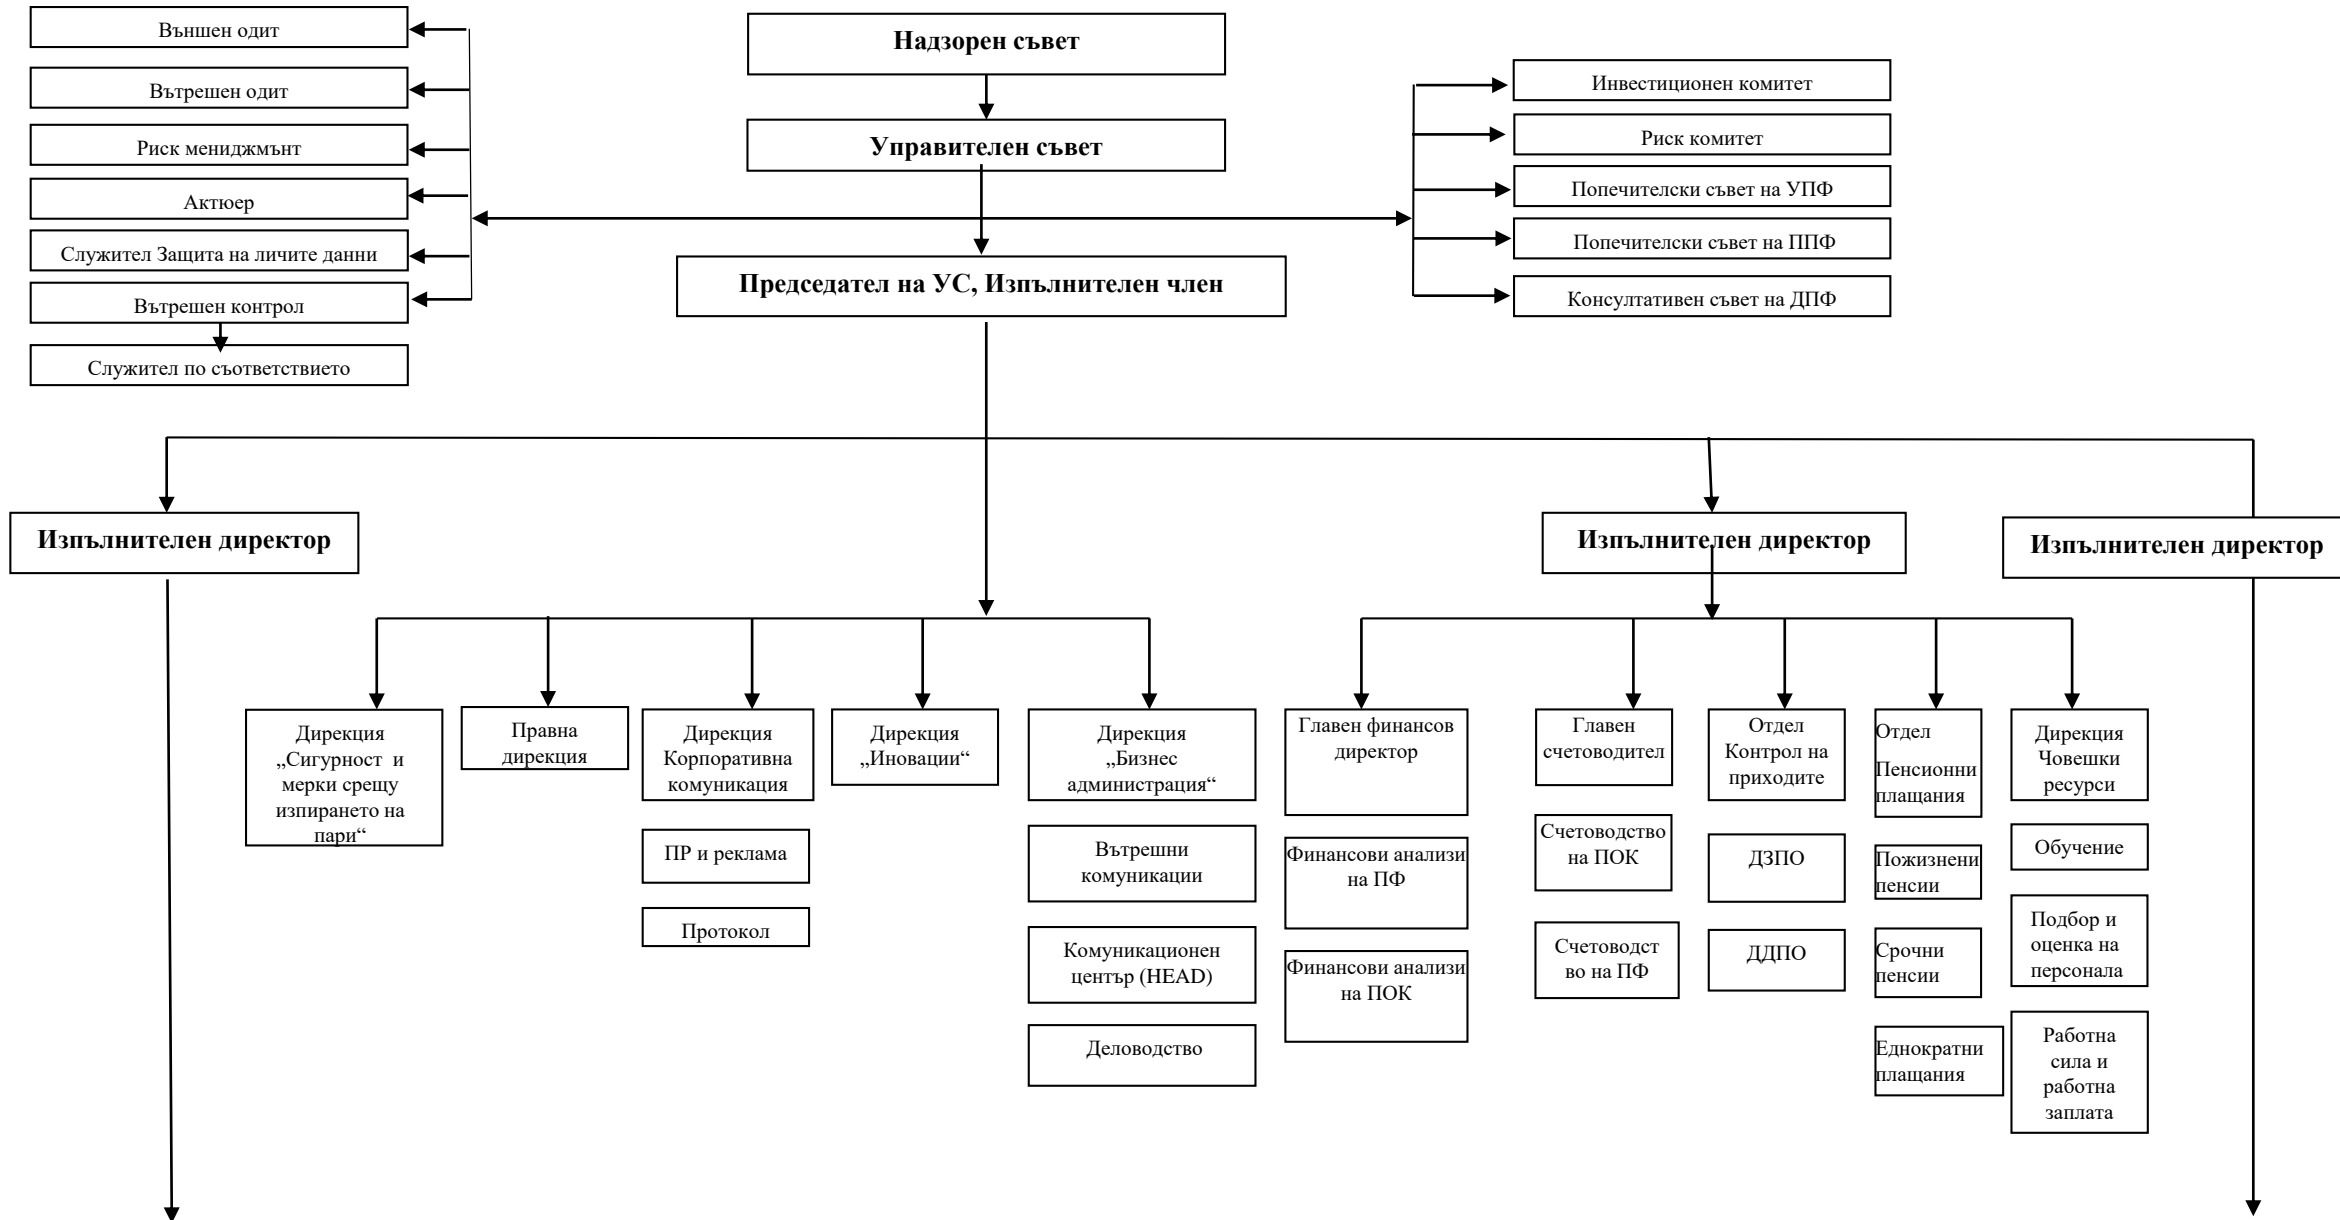 Външен одит
Вътрешен одит
Риск мениджмънт
Актюер
Служител Защита на личите данни
Вътрешен контрол
Служител по съответствието
Надзорен съвет
Управителен съвет
Председател на УС, Изпълнителен член
Инвестиционен комитет
Риск комитет
Попечителски съвет на УПФ
Попечителски съвет на ППФ
Консултативен съвет на ДПФ
Изпълнителен директор
Изпълнителен директор
Изпълнителен директор
Дирекция
„Сигурност и
мерки срещу
изпирането на
пари“
Правна
дирекция
Дирекция
Корпоративна
комуникация
ПР и реклама
Протокол
Дирекция
„Иновации“
Дирекция
„Бизнес
администрация“
Вътрешни
комуникации
Комуникационен
център (HEAD)
Деловодство
Главен финансов
директор
Финансови анализи
на ПФ
Финансови анализи
на ПОК
Главен
счетоводител
Счетоводство
на ПОК
Счетоводст
во на ПФ
Отдел
Контрол на
приходите
ДЗПО
ДДПО
Отдел
Пенсионни
плащания
Пожизнени
пенсии
Срочни
пенсии
Еднократни
плащания
Дирекция
Човешки
ресурси
Обучение
Подбор и
оценка на
персонала
Работна
сила и
работна
заплата